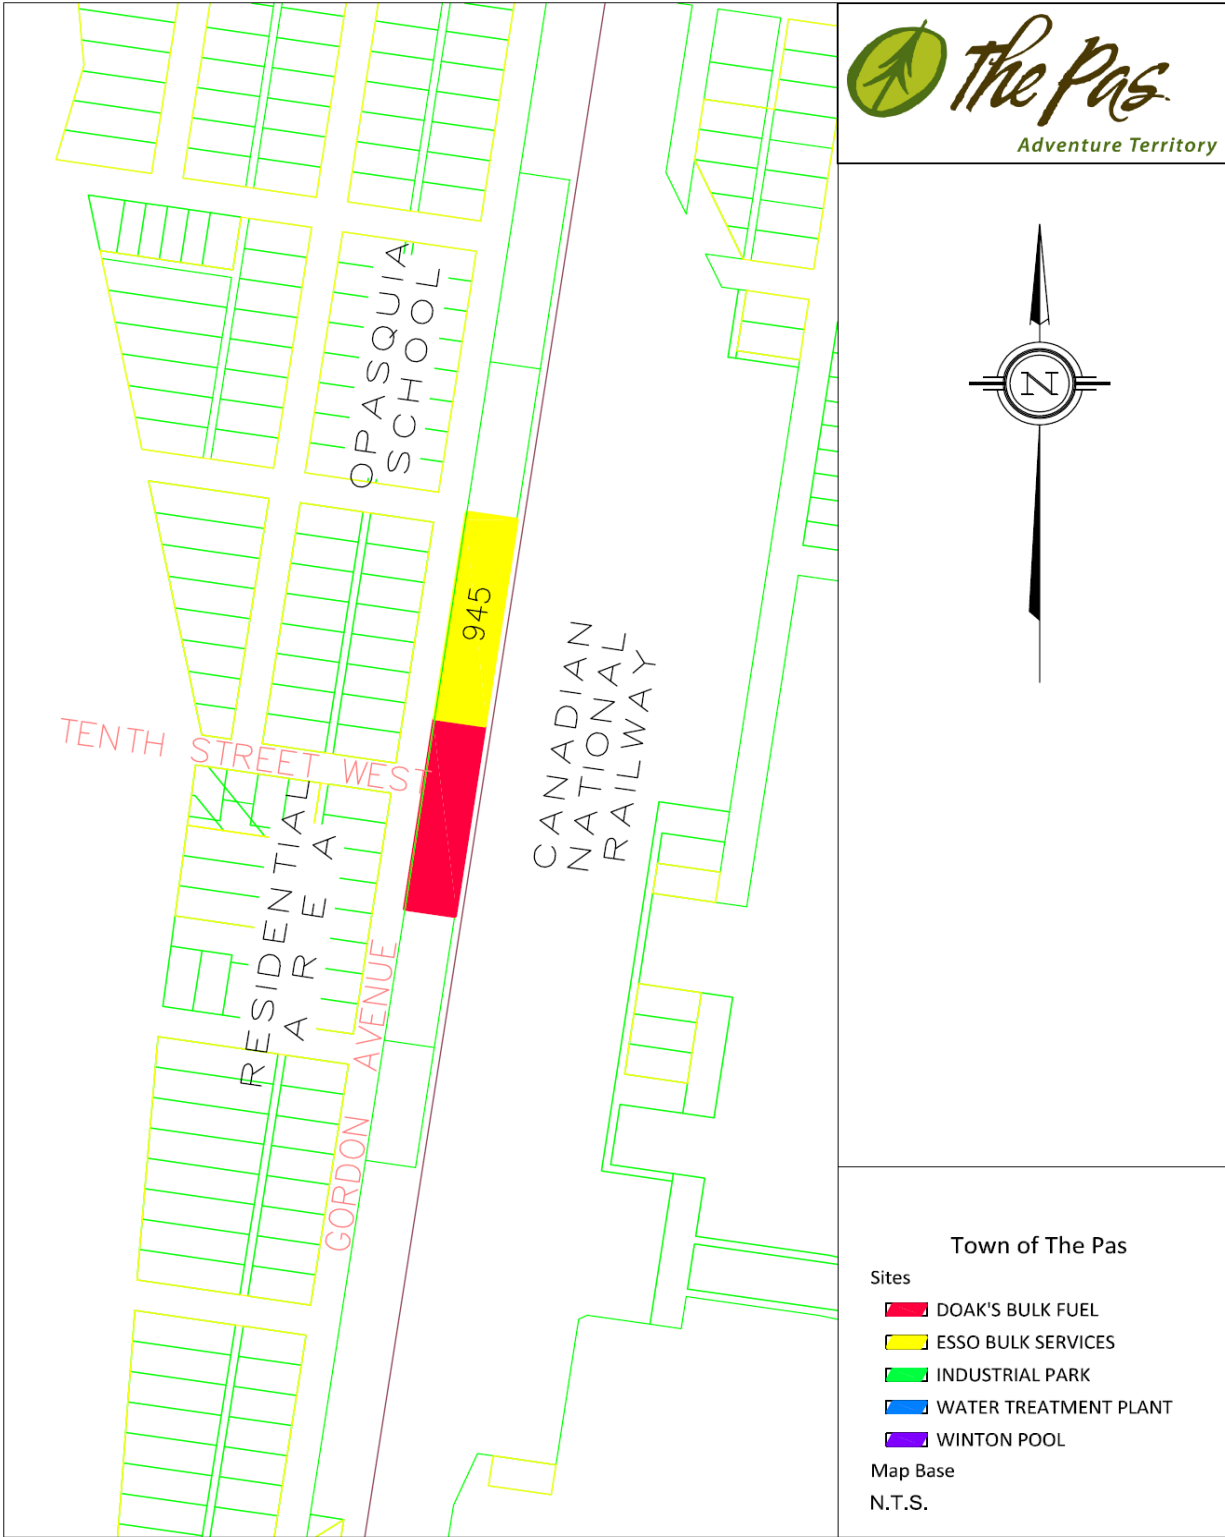 The Pas
Adventure Territory
N
OPASQUIA
SCHOOL
945
CANADIAN
NATIONAL
RAILWAY
TENTH STREET WEST
RESIDENTIAL
AREA
GORDON AVENUE
Town of The Pas
Sites
DOAK'S BULK FUEL
ESSO BULK SERVICES
INDUSTRIAL PARK
WATER TREATMENT PLANT
WINTON POOL
Map Base
N.T.S.